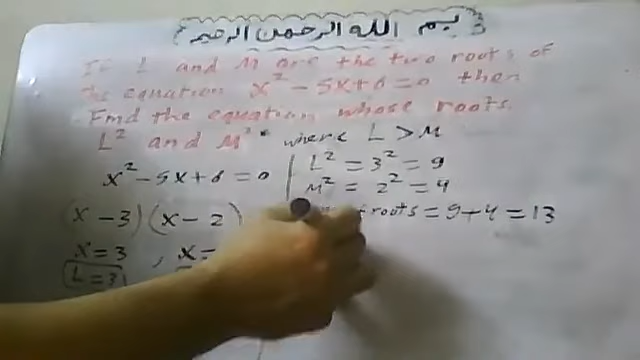 بسم الله الرحمن الرحيم
If L and M are the two roots of
the equation x² - 5x + 6 = 0 then
Find the equation whose roots
L² and M² where L > M
x² - 5x + 6 = 0
(x - 3)(x - 2)
x = 3 , x =
L = 3
L² = 3² = 9
M² = 2² = 4
roots = 9 + 4 = 13